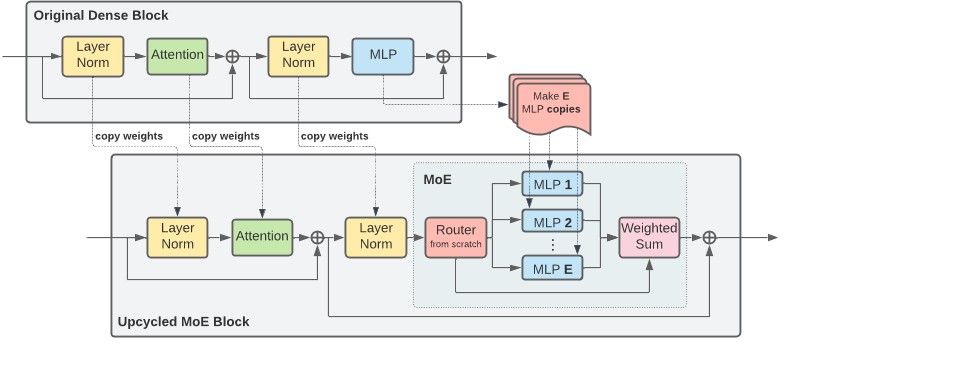 Original Dense Block
Layer
Norm
Attention
Layer
Norm
MLP
Make E
MLP copies
copy weights
copy weights
copy weights
MoE
MLP 1
Layer
Norm
Attention
Layer
Norm
Router
from scratch
MLP 2
⋮
MLP E
Weighted
Sum
Upcycled MoE Block